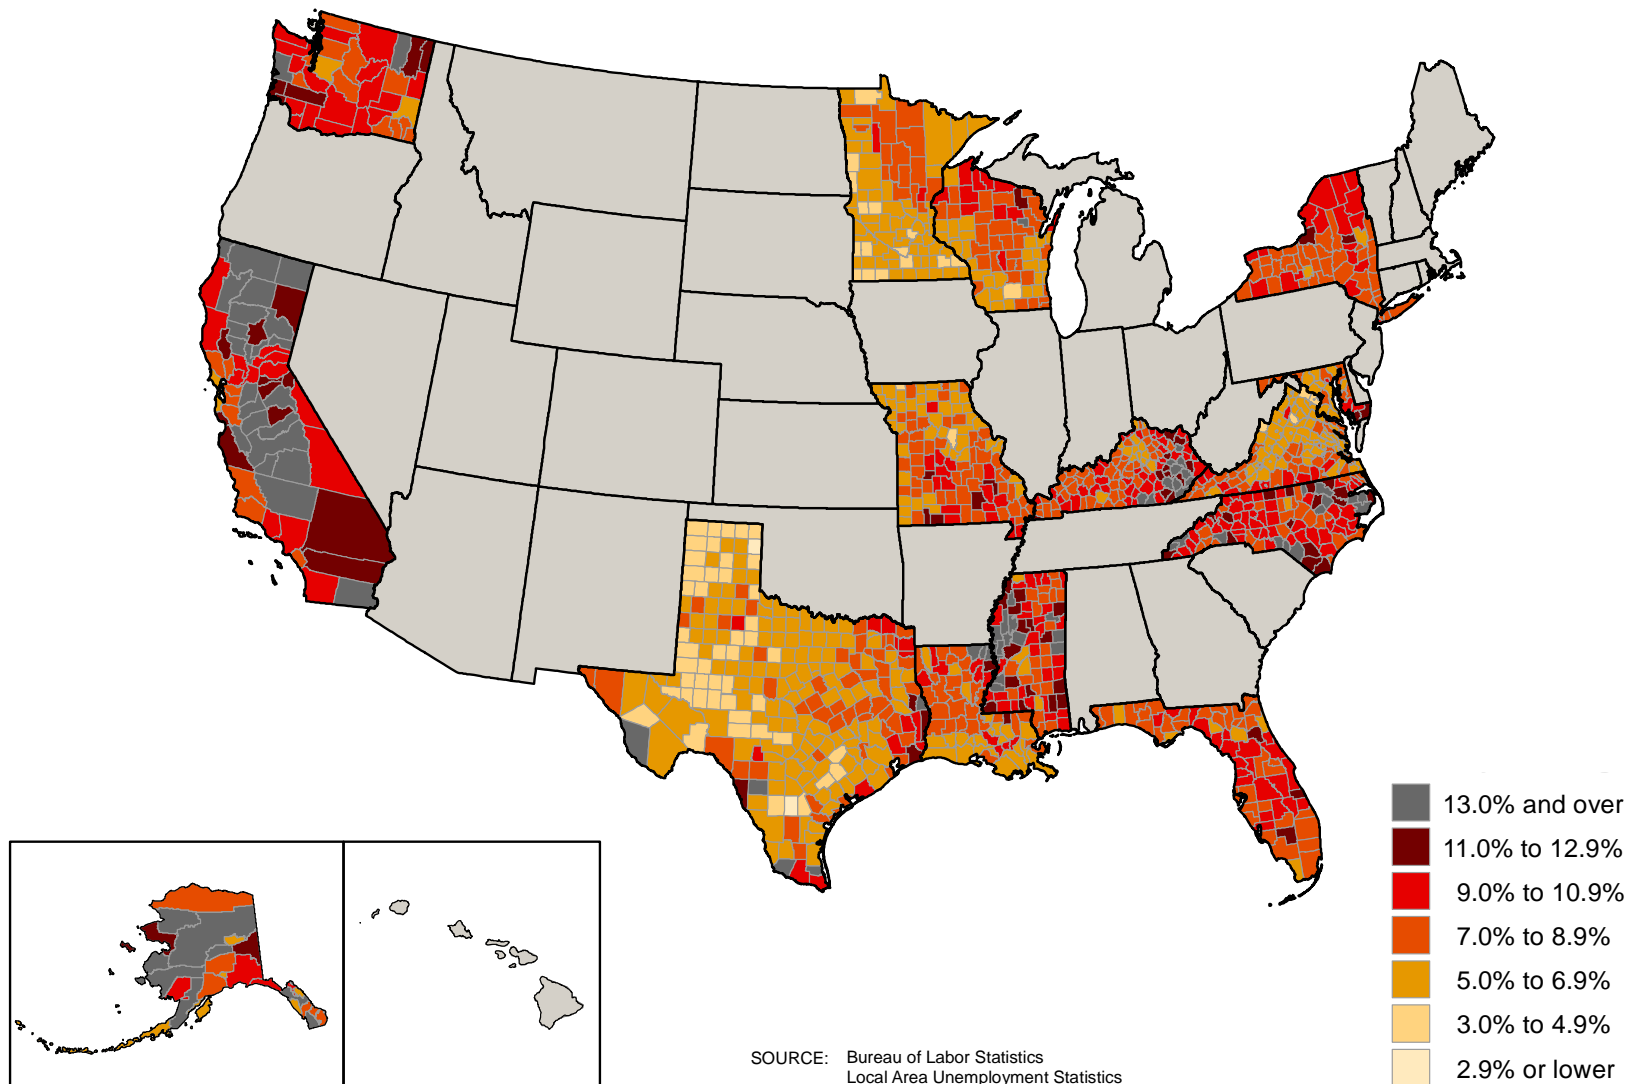 13.0% and over
11.0% to 12.9%
9.0% to 10.9%
7.0% to 8.9%
5.0% to 6.9%
3.0% to 4.9%
2.9% or lower
SOURCE: Bureau of Labor Statistics
Local Area Unemployment Statistics